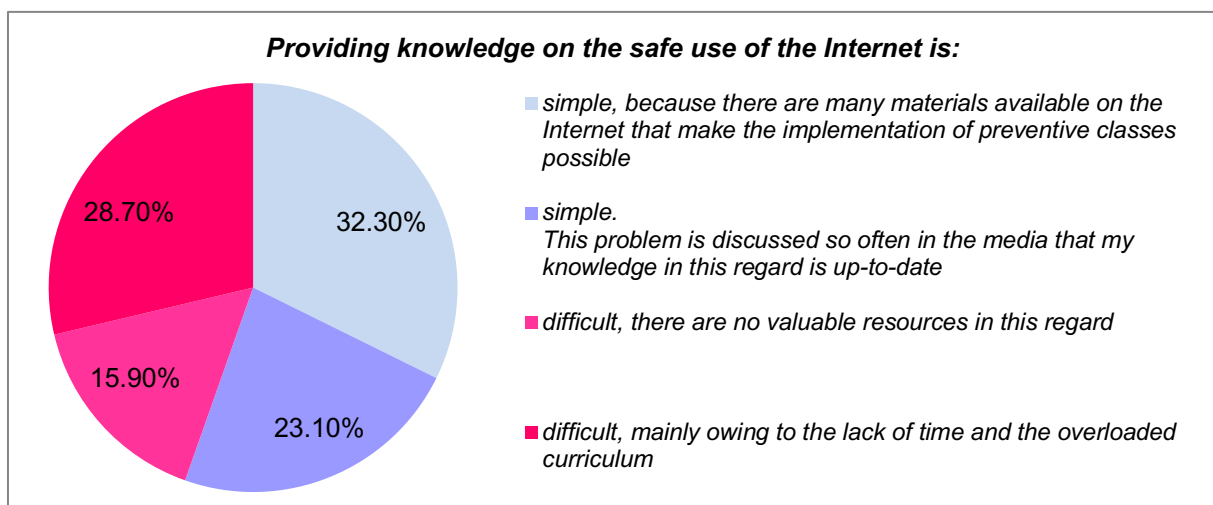 Providing knowledge on the safe use of the Internet is:
28.70%
32.30%
15.90%
23.10%
simple, because there are many materials available on the
Internet that make the implementation of preventive classes
possible
simple.
This problem is discussed so often in the media that my
knowledge in this regard is up-to-date
difficult, there are no valuable resources in this regard
difficult, mainly owing to the lack of time and the overloaded
curriculum